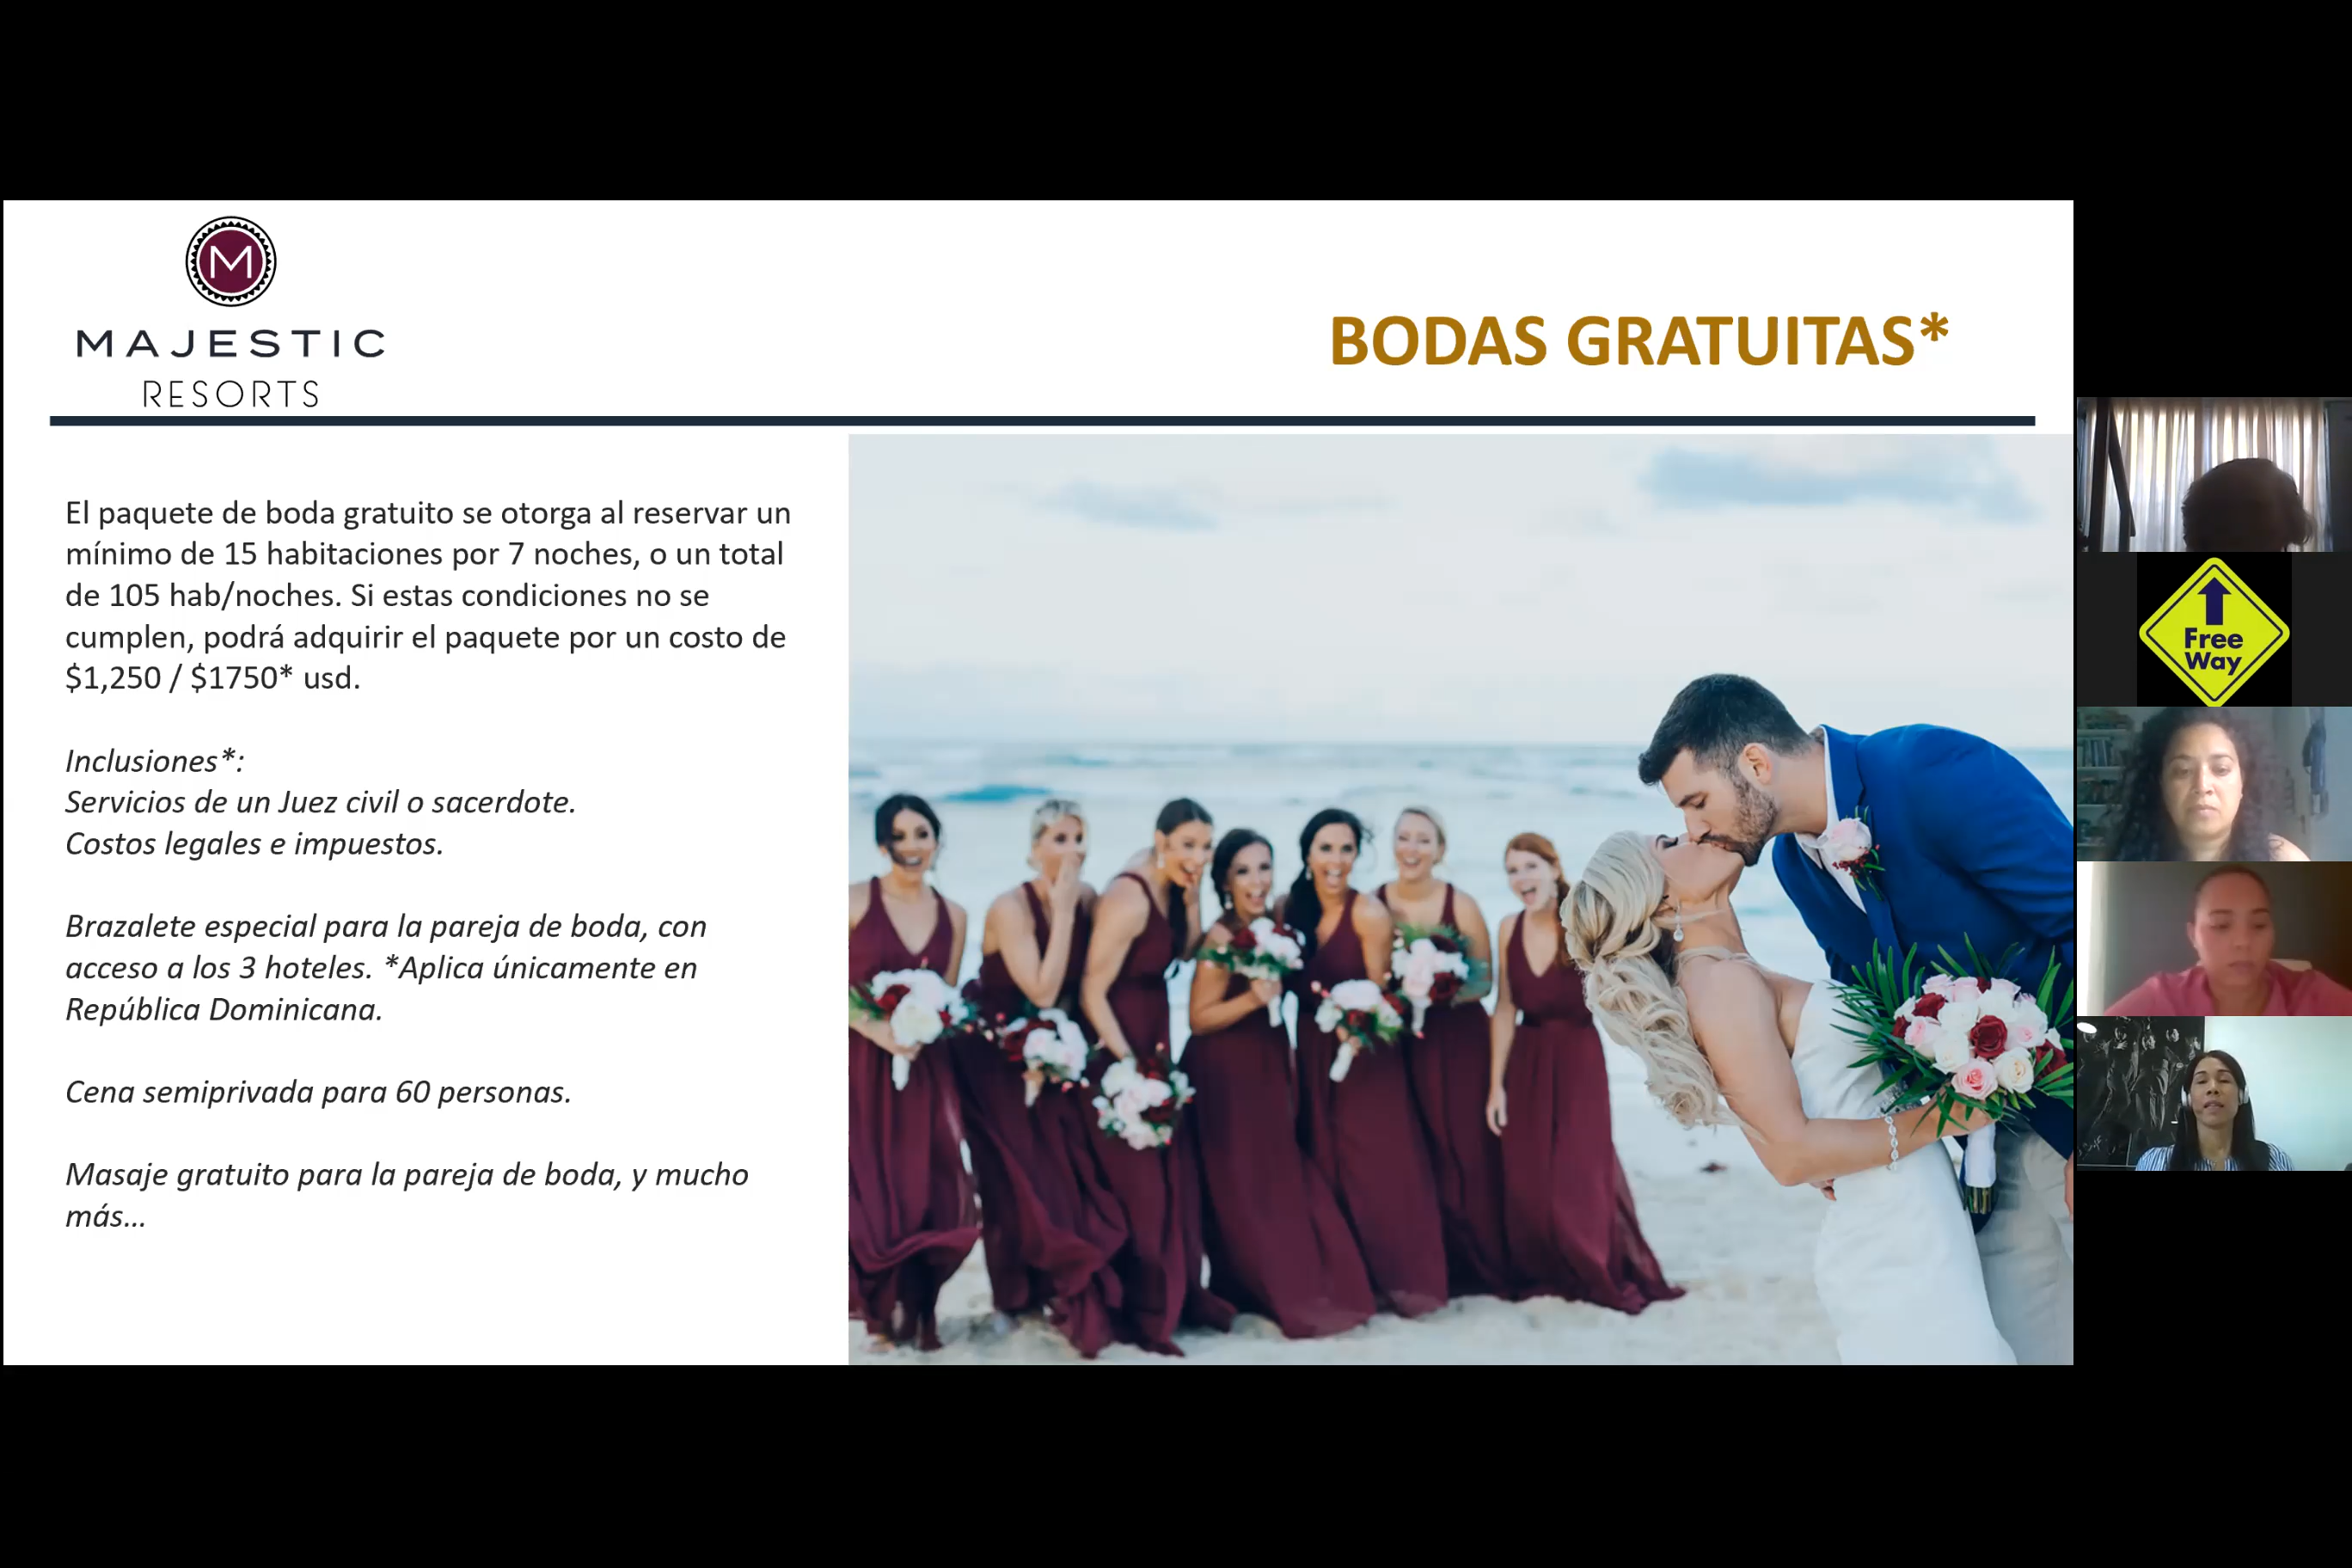 M
MAJESTIC
RESORTS
BODAS GRATUITAS*
El paquete de boda gratuito se otorga al reservar un
mínimo de 15 habitaciones por 7 noches, o un total
de 105 hab/noches. Si estas condiciones no se
cumplen, podrá adquirir el paquete por un costo de
$1,250 / $1750* usd.
Inclusiones*:
Servicios de un Juez civil o sacerdote.
Costos legales e impuestos.
Brazalete especial para la pareja de boda, con
acceso a los 3 hoteles. *Aplica únicamente en
República Dominicana.
Cena semiprivada para 60 personas.
Masaje gratuito para la pareja de boda, y mucho
más...
Free
Way